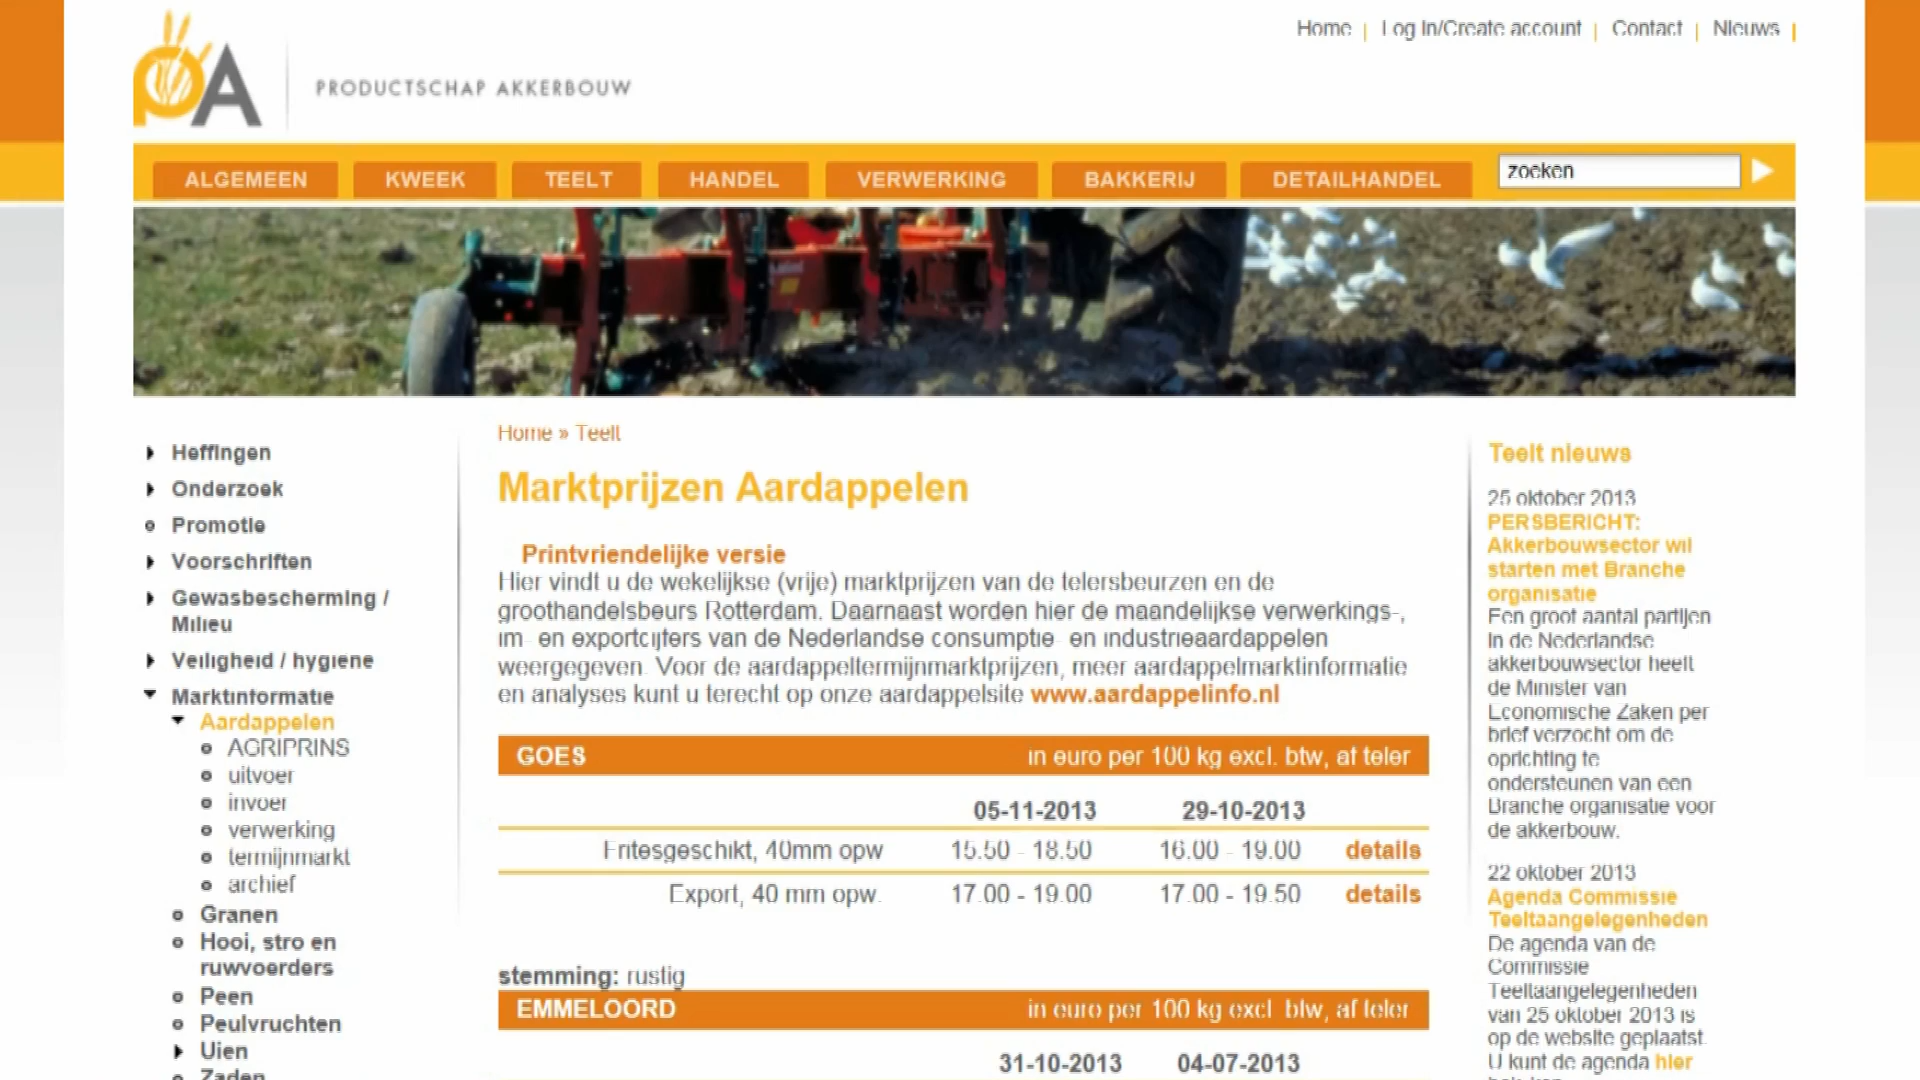 Home | Log in/Create account | Contact | Nieuws |
PA PRODUCTSCHAP AKKERBOUW
ALGEMEEN KWEEK TEELT HANDEL VERWERKING BAKKERIJ DETAILHANDEL zoeken
Heffingen
Onderzoek
Promotie
Voorschriften
Gewasbescherming /
Milieu
Veiligheid / hygiene
Marktinformatie
Aardappelen
AGRIPRINS
uitvoer
invoer
verwerking
termijnmarkt
archief
Granen
Hooi, stro en
ruwvoerders
Peen
Peulvruchten
Uien
Zaden
Home » Teelt
Marktprijzen Aardappelen
Printvriendelijke versie
Hier vindt u de wekelijkse (vrije) marktprijzen van de telersbeurzen en de
groothandelsbeurs Rotterdam. Daarnaast worden hier de maandelijkse verwerkings-,
im- en exportcijfers van de Nederlandse consumptie- en industrieaardappelen
weergegeven. Voor de aardappeltermijnmarktprijzen, meer aardappelmarktinformatie
en analyses kunt u terecht op onze aardappelsite www.aardappelinfo.nl
GOES in euro per 100 kg excl. btw, af teler
05-11-2013 29-10-2013
Fritesgeschikt, 40mm opw 15.50 - 18.50 16.00 - 19.00 details
Export, 40 mm opw. 17.00 - 19.00 17.00 - 19.50 details
stemming: rustig
EMMELOORD in euro per 100 kg excl. btw, af teler
31-10-2013 04-07-2013
Teelt nieuws
25 oktober 2013
PERSBERICHT:
Akkerbouwsector wil
starten met Branche
organisatie
Een groot aantal partijen
in de Nederlandse
akkerbouwsector heeft
de Minister van
Economische Zaken per
brief verzocht om de
oprichting te
ondersteunen van een
Branche organisatie voor
de akkerbouw.
22 oktober 2013
Agenda Commissie
Teeltaangelegenheden
De agenda van de
Commissie
Teeltaangelegenheden
van 25 oktober 2013 is
op de website geplaatst.
U kunt de agenda hier